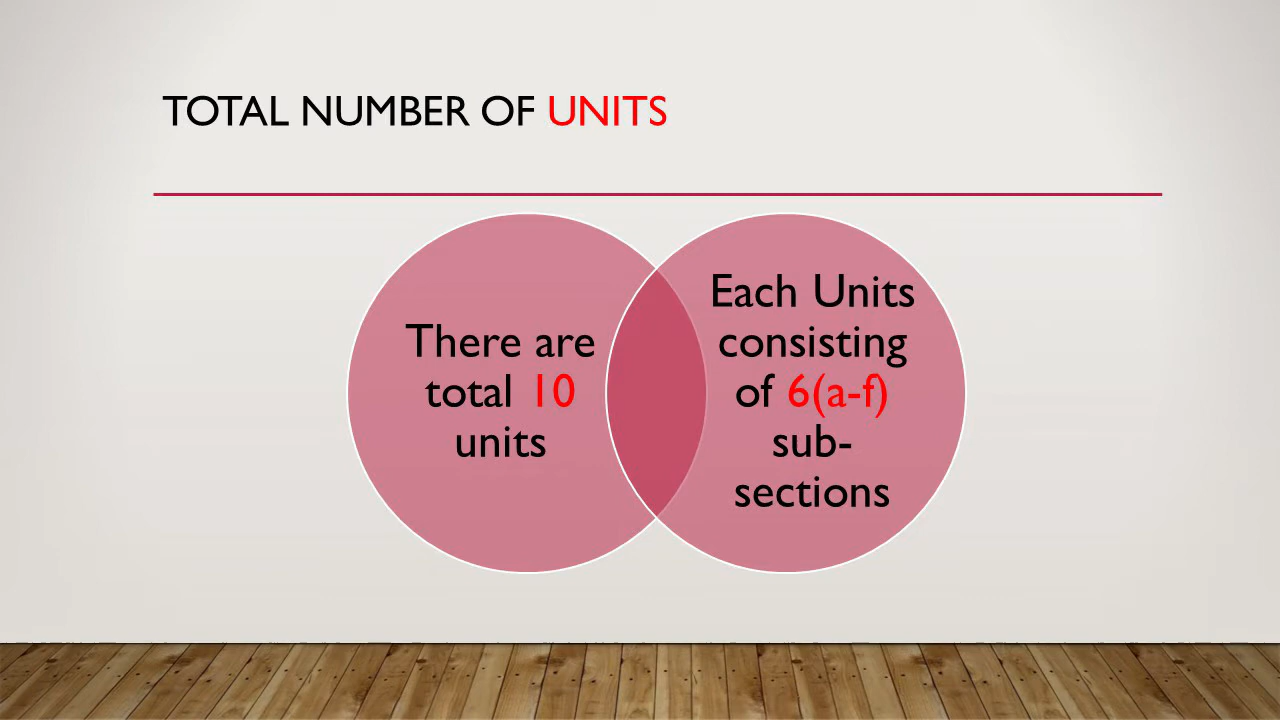 TOTAL NUMBER OF UNITS
There are
total 10
units
Each Units
consisting
of 6(a-f)
sub-
sections